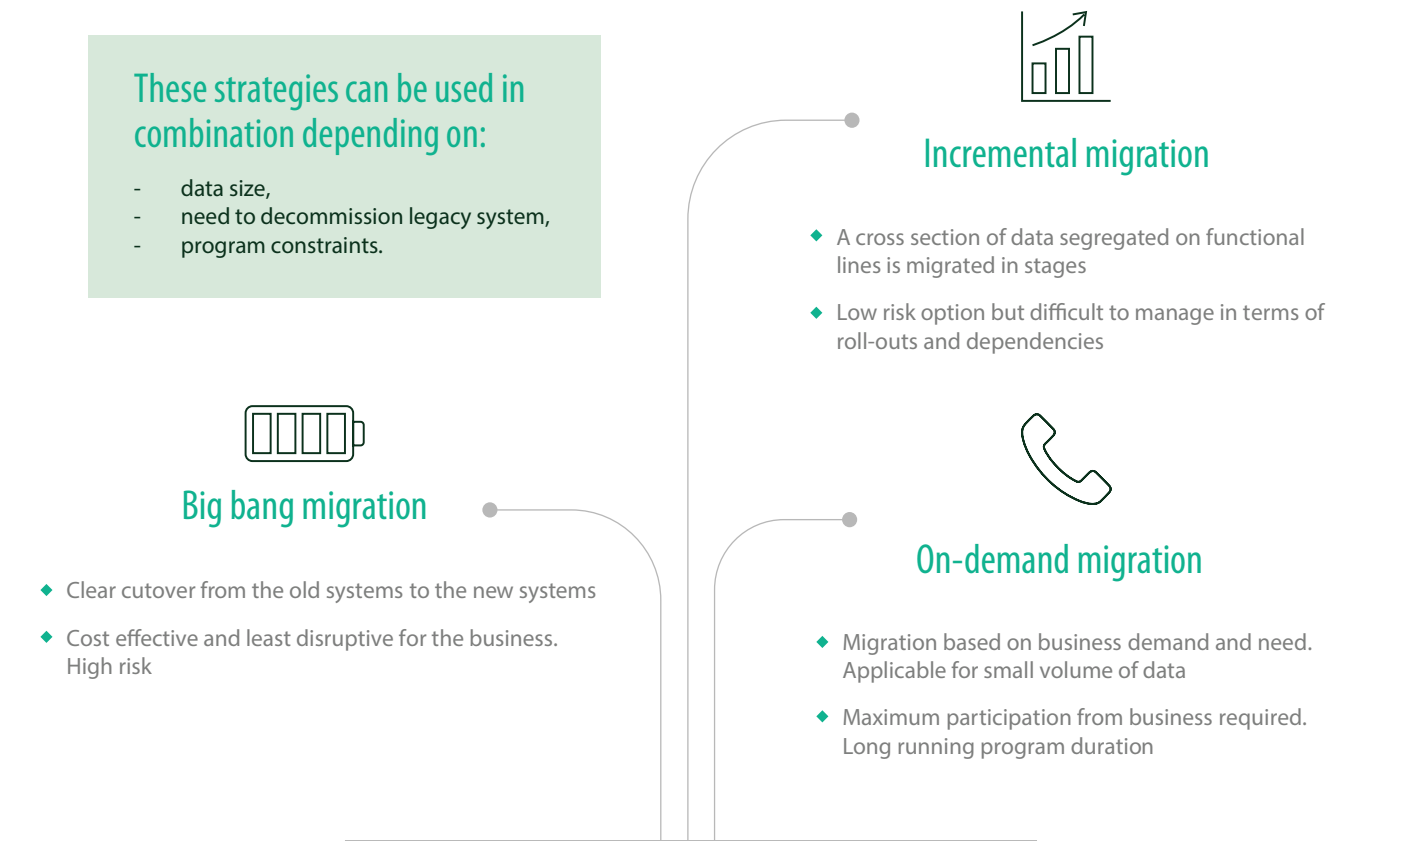 These strategies can be used in
combination depending on:
- data size,
- need to decommission legacy system,
- program constraints.
Incremental migration
A cross section of data segregated on functional
lines is migrated in stages
Low risk option but difficult to manage in terms of
roll-outs and dependencies
Big bang migration
Clear cutover from the old systems to the new systems
Cost effective and least disruptive for the business.
High risk
On-demand migration
Migration based on business demand and need.
Applicable for small volume of data
Maximum participation from business required.
Long running program duration